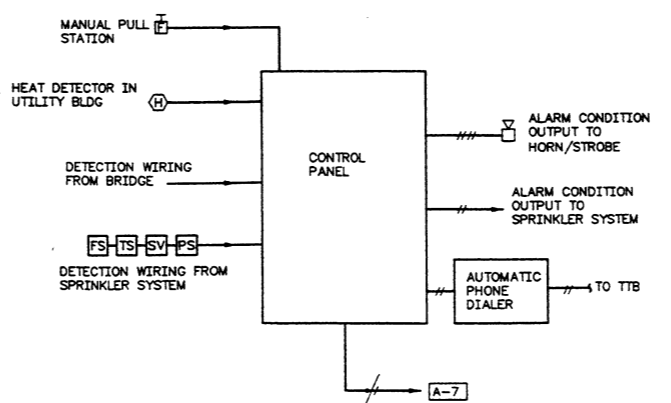 MANUAL PULL
STATION
F
HEAT DETECTOR IN
UTILITY BLDG
H
DETECTION WIRING
FROM BRIDGE
FS TS SV PS
DETECTION WIRING FROM
SPRINKLER SYSTEM
CONTROL
PANEL
ALARM CONDITION
OUTPUT TO
HORN/STROBE
ALARM CONDITION
OUTPUT TO
SPRINKLER SYSTEM
AUTOMATIC
PHONE
DIALER
TO TTB
A-7